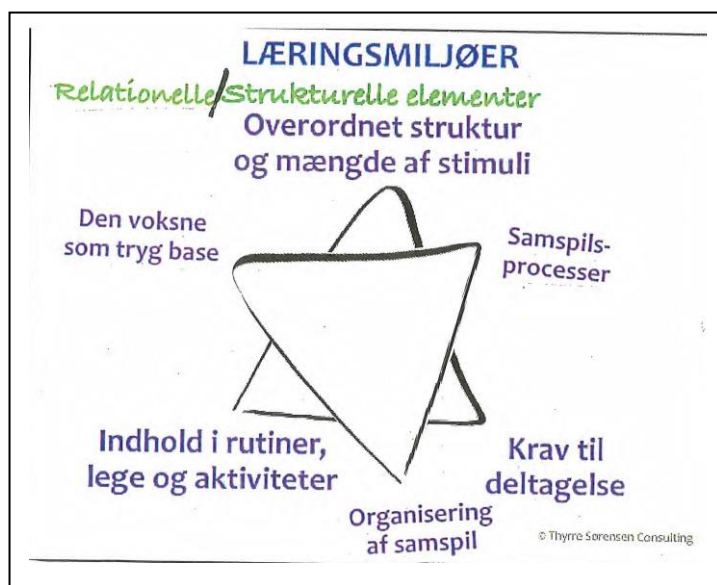 LÆRINGSMILJØER
Relationelle/Strukturelle elementer
Overordnet struktur
og mængde af stimuli
Den voksne
som tryg base
Samspils-
processer
Indhold i rutiner,
lege og aktiviteter
Krav til
deltagelse
Organisering
af samspil
© Thyrre Sørensen Consulting